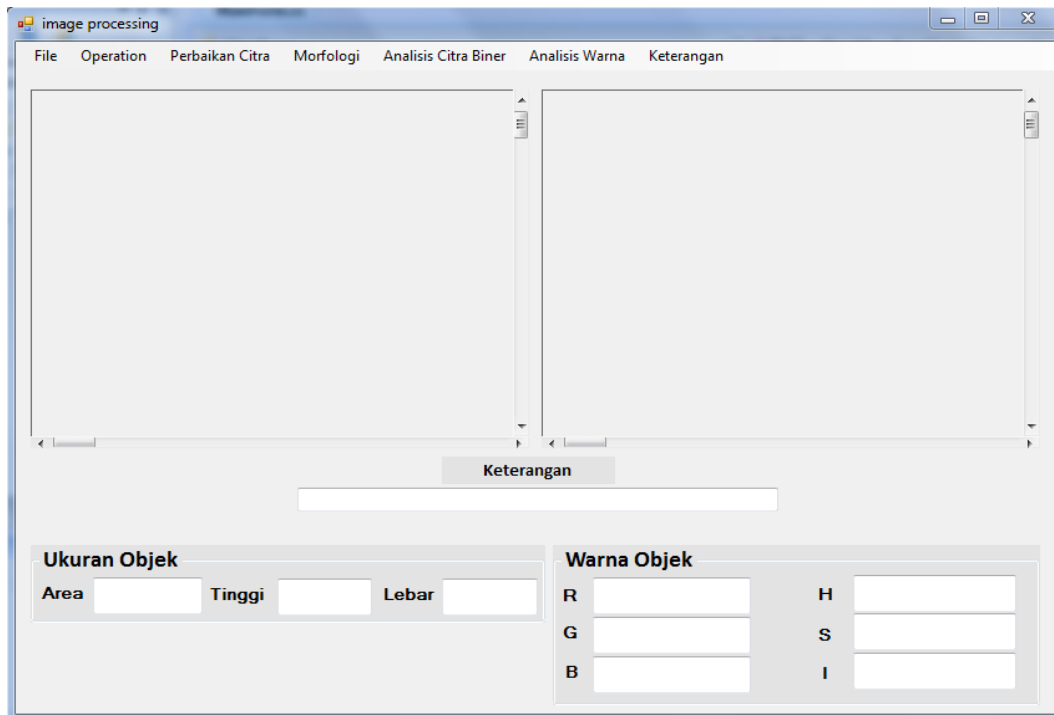 image processing
File Operation Perbaikan Citra Morfologi Analisis Citra Biner Analisis Warna Keterangan
Keterangan
Ukuran Objek
Area Tinggi Lebar
Warna Objek
R H
G S
B I